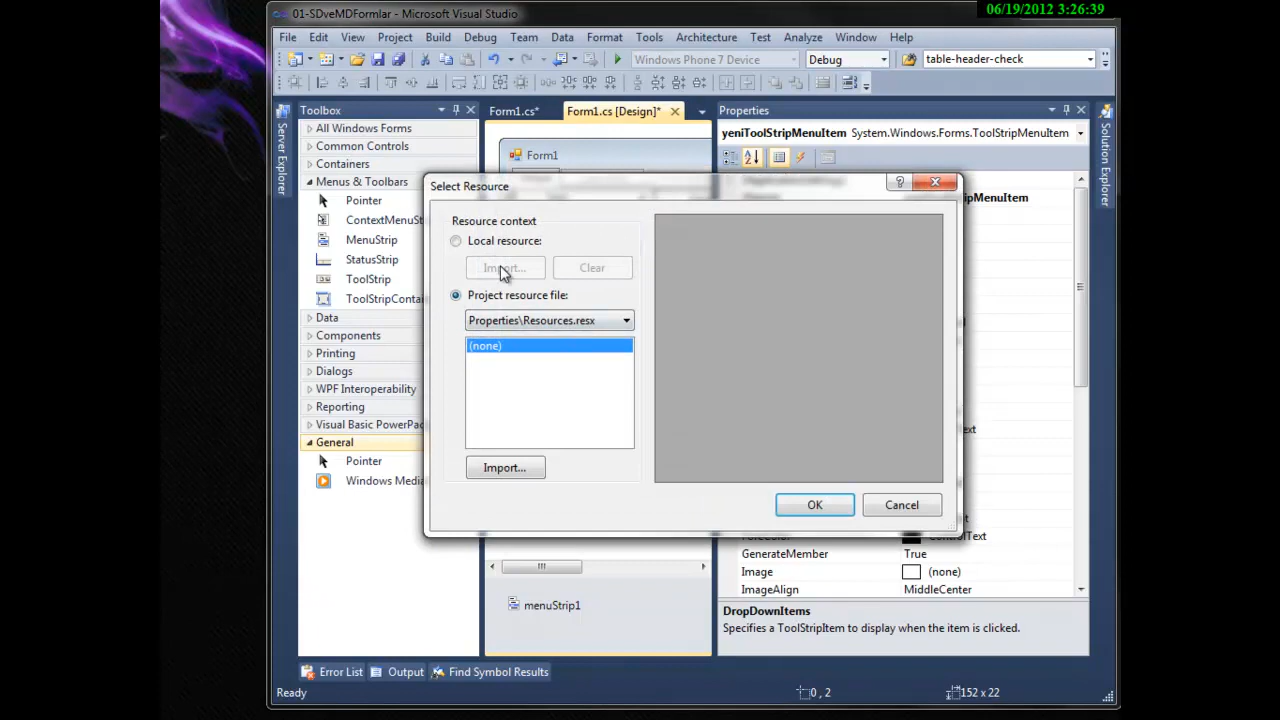 06/19/2012 3:26:39
01-SDveMDFormlar - Microsoft Visual Studio
File Edit View Project Build Debug Team Data Format Tools Architecture Test Analyze Window Help
Windows Phone 7 Device Debug table-header-check
Toolbox
Form1.cs*
Form1.cs [Design]*
Properties
Server Explorer
All Windows Forms
Common Controls
Containers
Menus & Toolbars
Pointer
ContextMenuSt
MenuStrip
StatusStrip
ToolStrip
ToolStripConta
Data
Components
Printing
Dialogs
WPF Interoperability
Reporting
Visual Basic PowerPac
General
Pointer
Windows Media
Form1
Select Resource
Resource context
Local resource:
Import... Clear
Project resource file:
Properties\Resources.resx
(none)
Import...
OK Cancel
menuStrip1
yeniToolStripMenuItem System.Windows.Forms.ToolStripMenuItem
ripMenuItem
ControlText
GenerateMember True
Image (none)
ImageAlign MiddleCenter
DropDownItems
Specifies a ToolStripItem to display when the item is clicked.
Solution Explorer
Error List Output Find Symbol Results
Ready 0 , 2 152 x 22